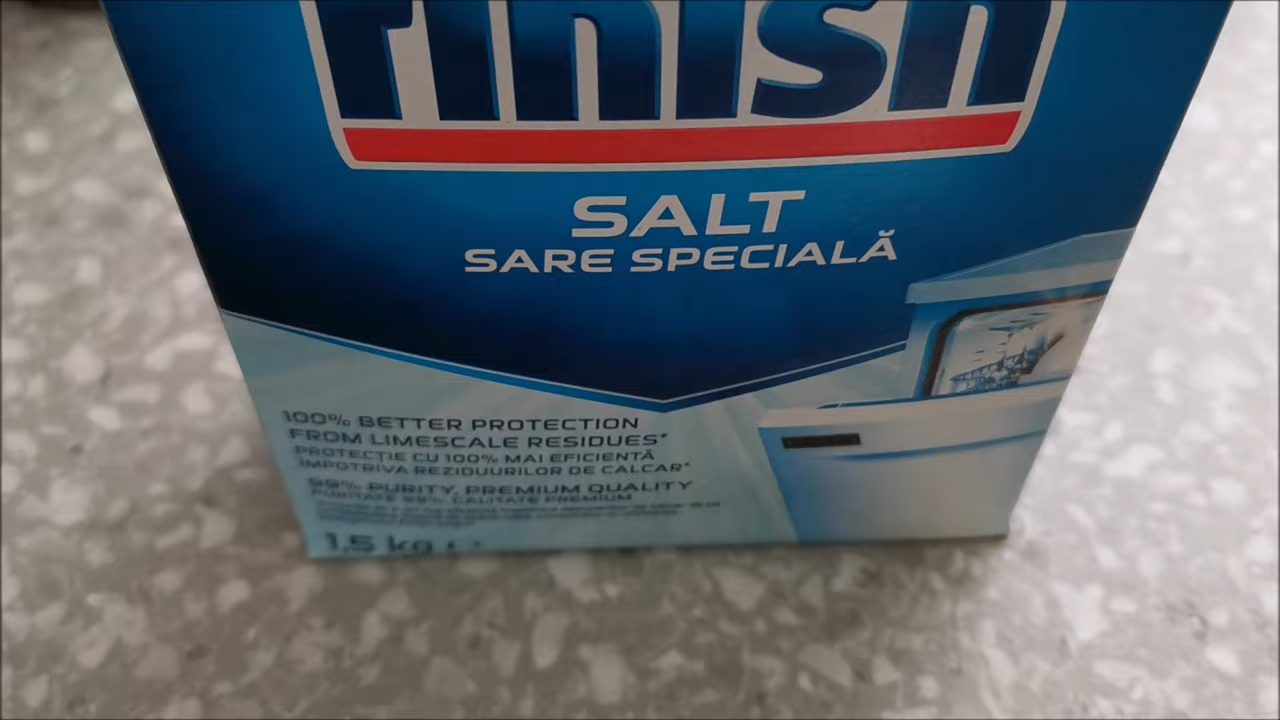 finish
SALT
SARE SPECIALĂ
100% BETTER PROTECTION
FROM LIMESCALE RESIDUES*
PROTECȚIE CU 100% MAI EFICIENTĂ
ÎMPOTRIVA REZIDUURILOR DE CALCAR*
99% PURITY, PREMIUM QUALITY
PURITATE 99%, CALITATE PREMIUM
1,5 kg